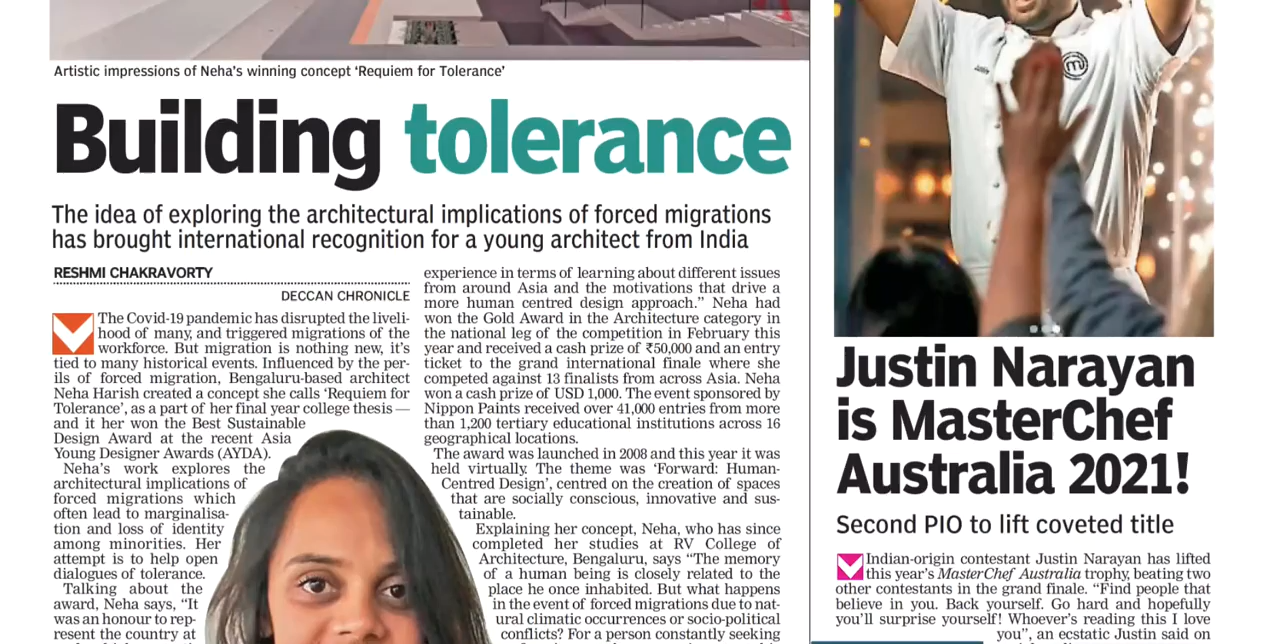 Artistic impressions of Neha's winning concept 'Requiem for Tolerance'
Building tolerance
The idea of exploring the architectural implications of forced migrations
has brought international recognition for a young architect from India
RESHMI CHAKRAVORTY
DECCAN CHRONICLE
The Covid-19 pandemic has disrupted the liveli-
hood of many, and triggered migrations of the
workforce. But migration is nothing new, it's
tied to many historical events. Influenced by the per-
ils of forced migration, Bengaluru-based architect
Neha Harish created a concept she calls 'Requiem for
Tolerance', as a part of her final year college thesis —
and it her won the Best Sustainable
Design Award at the recent Asia
Young Designer Awards (AYDA).
Neha's work explores the
architectural implications of
forced migrations which
often lead to marginalisa-
tion and loss of identity
among minorities. Her
attempt is to help open
dialogues of tolerance.
Talking about the
award, Neha says, "It
was an honour to rep-
resent the country at
experience in terms of learning about different issues
from around Asia and the motivations that drive a
more human centred design approach." Neha had
won the Gold Award in the Architecture category in
the national leg of the competition in February this
year and received a cash prize of ₹50,000 and an entry
ticket to the grand international finale where she
competed against 13 finalists from across Asia. Neha
won a cash prize of USD 1,000. The event sponsored by
Nippon Paints received over 41,000 entries from more
than 1,200 tertiary educational institutions across 16
geographical locations.
The award was launched in 2008 and this year it was
held virtually. The theme was 'Forward: Human-
Centred Design', centred on the creation of spaces
that are socially conscious, innovative and sus-
tainable.
Explaining her concept, Neha, who has since
completed her studies at RV College of
Architecture, Bengaluru, says "The memory
of a human being is closely related to the
place he once inhabited. But what happens
in the event of forced migrations due to nat-
ural climatic occurrences or socio-political
conflicts? For a person constantly seeking
Justin Narayan
is MasterChef
Australia 2021!
Second PIO to lift coveted title
Indian-origin contestant Justin Narayan has lifted
this year's MasterChef Australia trophy, beating two
other contestants in the grand finale. "Find people that
believe in you. Back yourself. Go hard and hopefully
you'll surprise yourself! Whoever's reading this I love
you", an ecstatic Justin said on